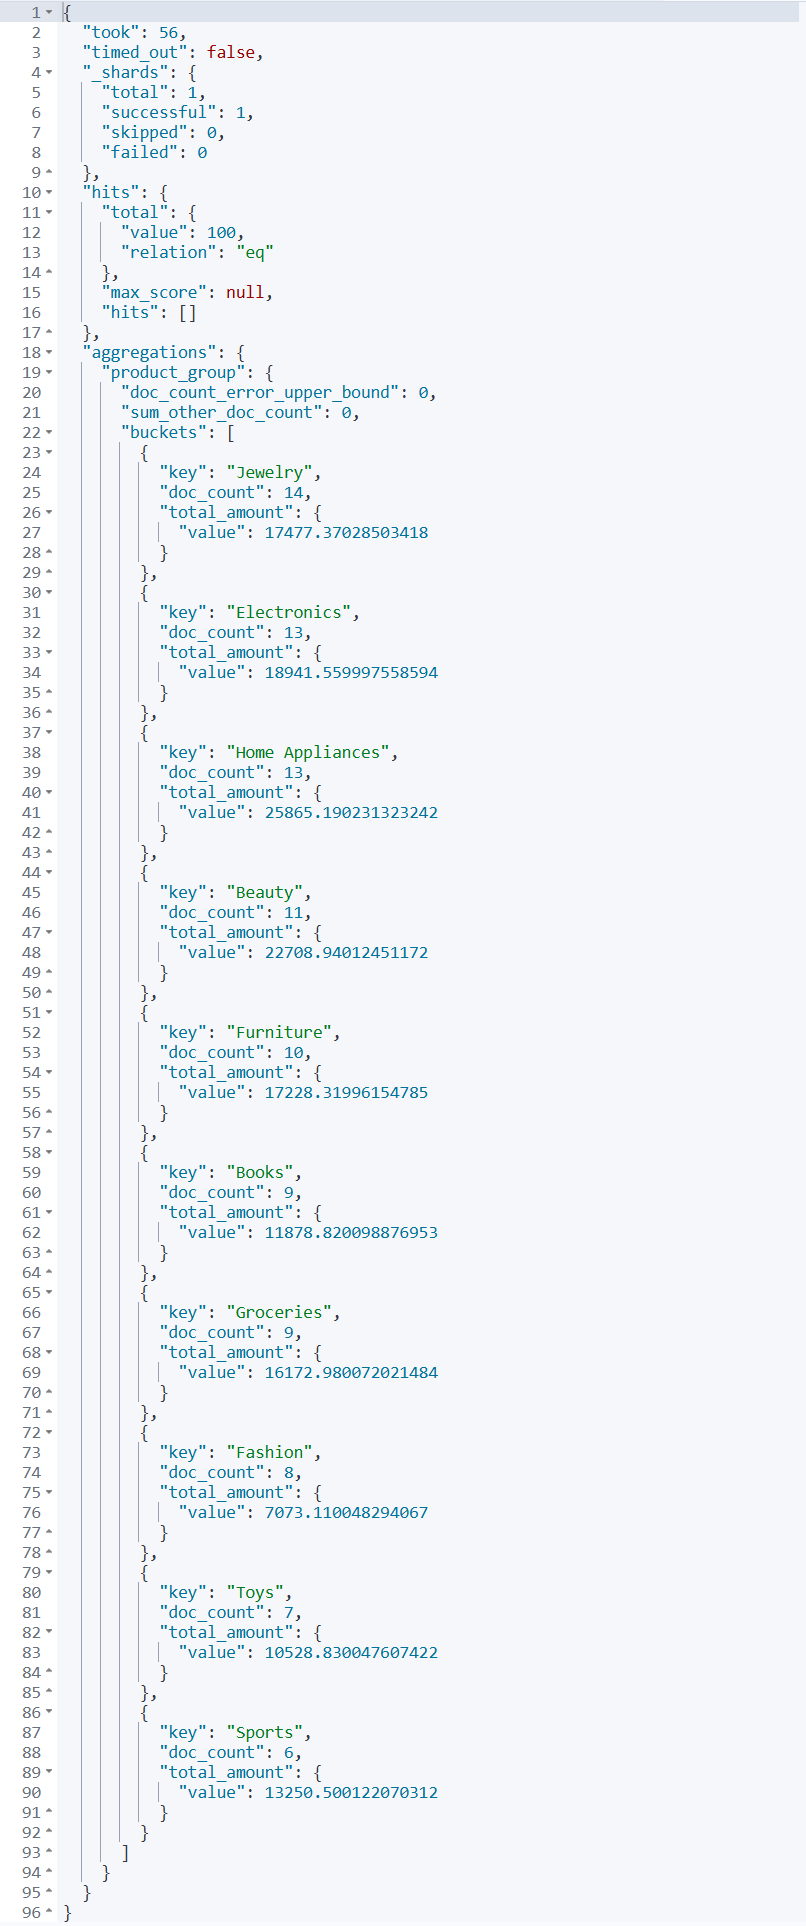 1 {
2 "took": 56,
3 "timed_out": false,
4 "_shards": {
5 "total": 1,
6 "successful": 1,
7 "skipped": 0,
8 "failed": 0
9 },
10 "hits": {
11 "total": {
12 "value": 100,
13 "relation": "eq"
14 },
15 "max_score": null,
16 "hits": []
17 },
18 "aggregations": {
19 "product_group": {
20 "doc_count_error_upper_bound": 0,
21 "sum_other_doc_count": 0,
22 "buckets": [
23 {
24 "key": "Jewelry",
25 "doc_count": 14,
26 "total_amount": {
27 "value": 17477.37028503418
28 }
29 },
30 {
31 "key": "Electronics",
32 "doc_count": 13,
33 "total_amount": {
34 "value": 18941.559997558594
35 }
36 },
37 {
38 "key": "Home Appliances",
39 "doc_count": 13,
40 "total_amount": {
41 "value": 25865.190231323242
42 }
43 },
44 {
45 "key": "Beauty",
46 "doc_count": 11,
47 "total_amount": {
48 "value": 22708.94012451172
49 }
50 },
51 {
52 "key": "Furniture",
53 "doc_count": 10,
54 "total_amount": {
55 "value": 17228.31996154785
56 }
57 },
58 {
59 "key": "Books",
60 "doc_count": 9,
61 "total_amount": {
62 "value": 11878.820098876953
63 }
64 },
65 {
66 "key": "Groceries",
67 "doc_count": 9,
68 "total_amount": {
69 "value": 16172.980072021484
70 }
71 },
72 {
73 "key": "Fashion",
74 "doc_count": 8,
75 "total_amount": {
76 "value": 7073.110048294067
77 }
78 },
79 {
80 "key": "Toys",
81 "doc_count": 7,
82 "total_amount": {
83 "value": 10528.830047607422
84 }
85 },
86 {
87 "key": "Sports",
88 "doc_count": 6,
89 "total_amount": {
90 "value": 13250.500122070312
91 }
92 }
93 ]
94 }
95 }
96 }